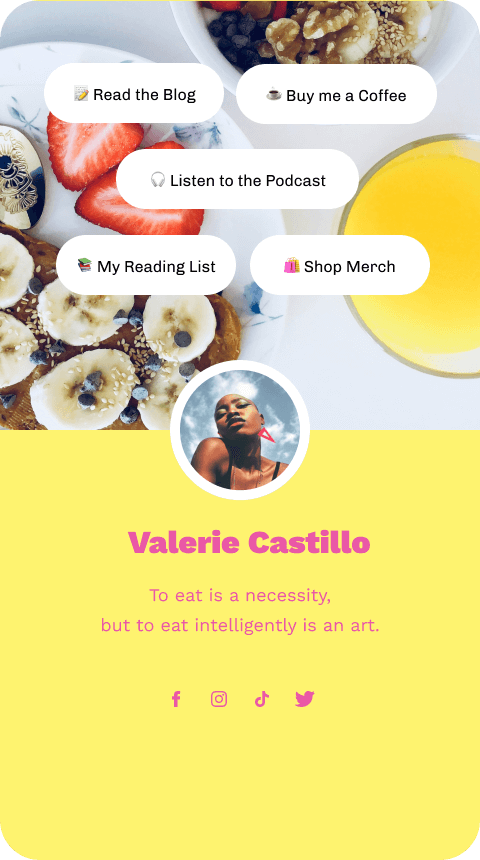 📝 Read the Blog
☕ Buy me a Coffee
🎧 Listen to the Podcast
📚 My Reading List
🛍️ Shop Merch
Valerie Castillo
To eat is a necessity,
but to eat intelligently is an art.